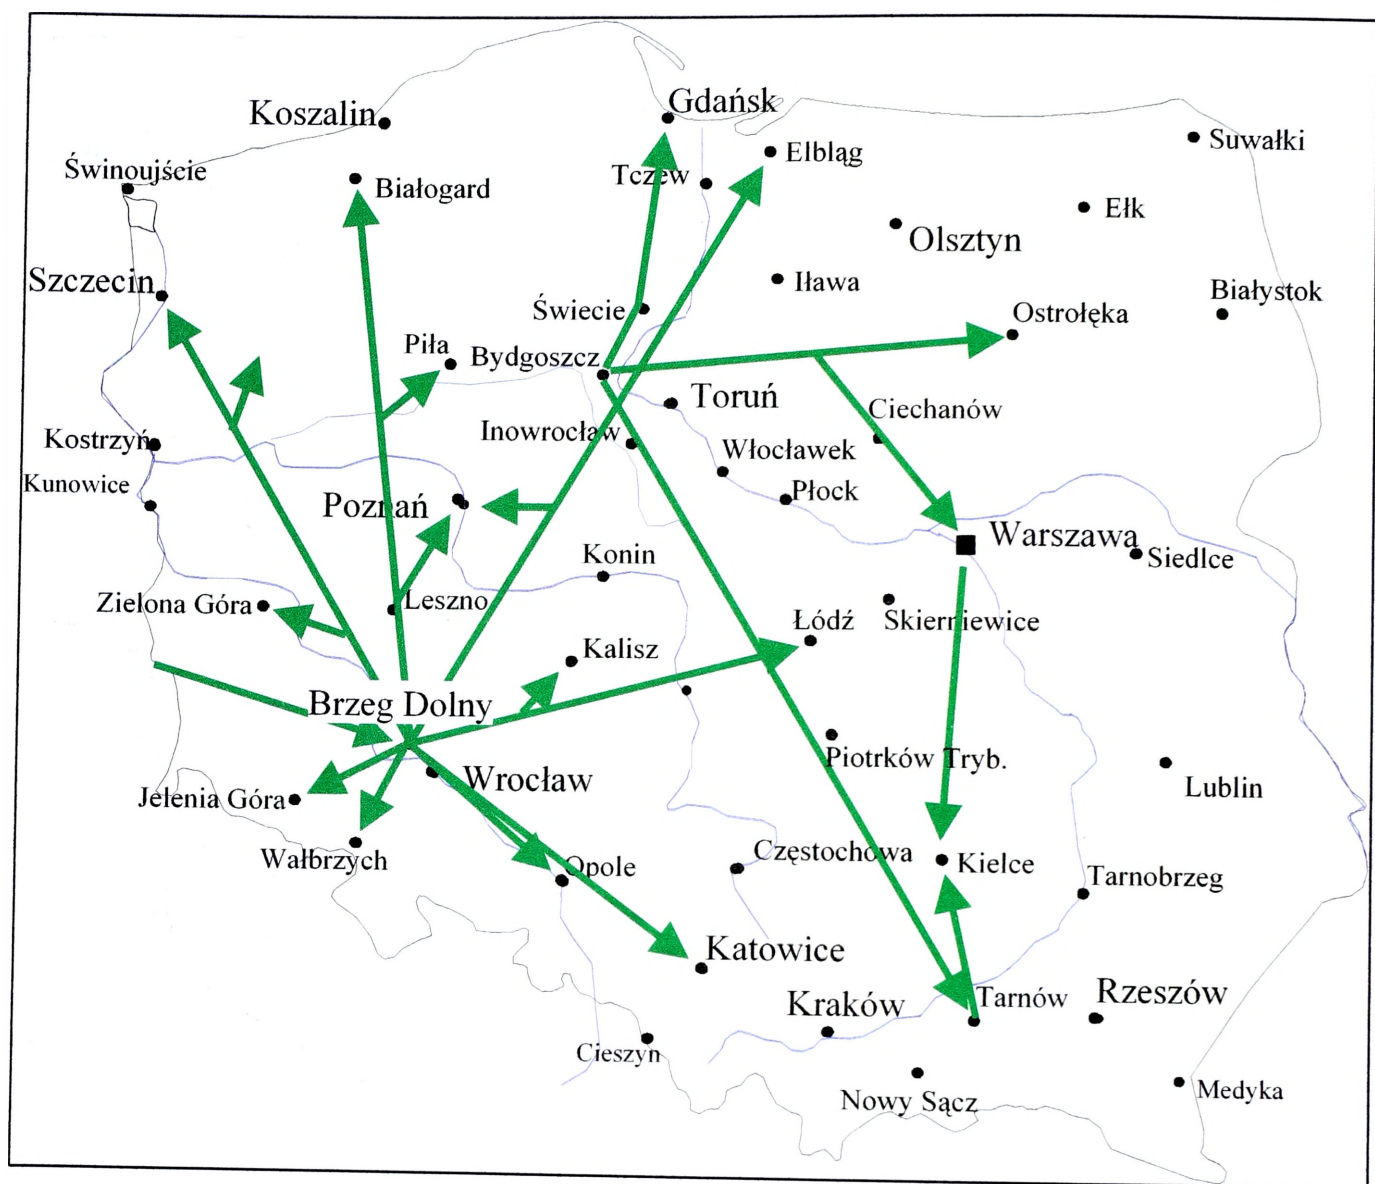 Gdańsk
Koszalin
Suwałki
Elbląg
Świnoujście
Tczew
Białogard
Ełk
Olsztyn
Szczecin
Iława
Białystok
Świecie
Ostrołęka
Piła
Bydgoszcz
Toruń
Ciechanów
Kostrzyń
Inowrocław
Włocławek
Kunowice
Poznań
Płock
Warszawa
Konin
Siedlce
Zielona Góra
Leszno
Łódź
Skierniewice
Kalisz
Brzeg Dolny
Piotrków Tryb.
Wrocław
Lublin
Jelenia Góra
Wałbrzych
Częstochowa
Opole
Kielce
Tarnobrzeg
Katowice
Kraków
Tarnów
Rzeszów
Cieszyn
Nowy Sącz
Medyka